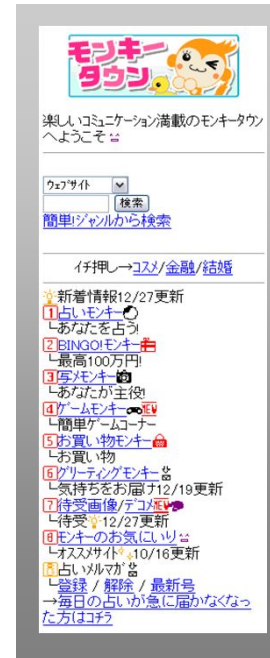 モンキー
タウン
楽しいコミュニケーション満載のモンキータウン
へようこそ
ウェブサイト
検索
簡単!ジャンルから検索
イチ押し→コスメ/金融/結婚
新着情報12/27更新
1占いモンキー
└あなたを占う!
2BINGO!モンキー
└最高100万円!
3写メモンキー
└あなたが主役!
4ゲームモンキーNEW
└簡単ゲームコーナー
5お買い物モンキー
└お買い物
6グリーティングモンキー
└気持ちをお届け12/19更新
7待受画像/デコメNEW
└待受12/27更新
8モンキーのお気にいり
└オススメサイト10/16更新
占いメルマガ
└登録 / 解除 / 最新号
→毎日の占いが急に届かなくなっ
た方はコチラ